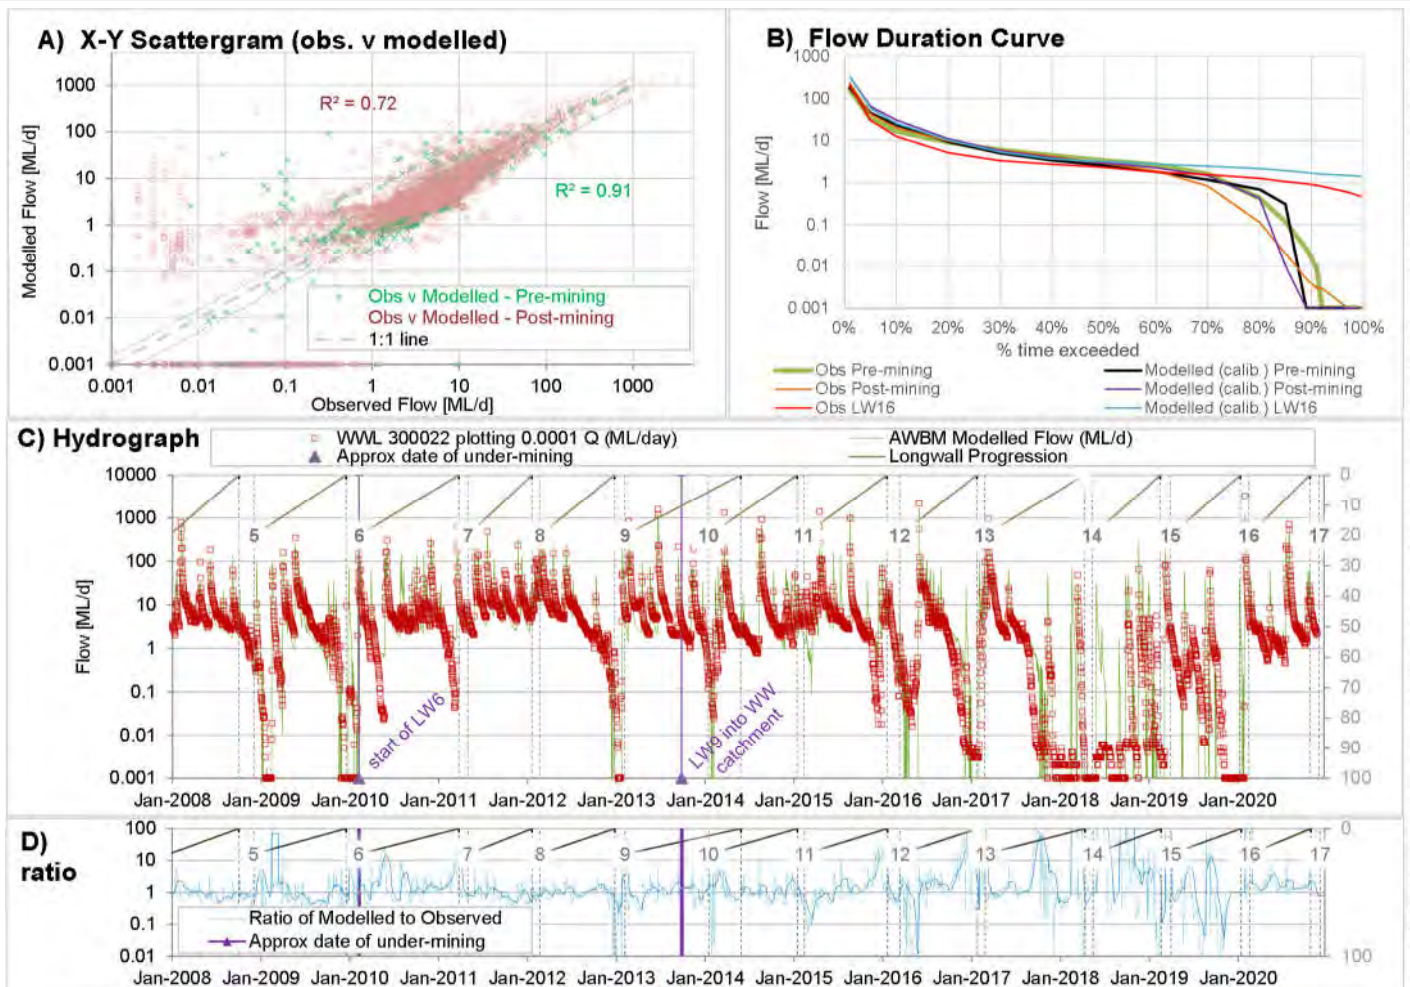 A) X-Y Scattergram (obs. v modelled)
Modelled Flow [ML/d]
1000
100
10
1
0.1
0.01
0.001
R² = 0.72
R² = 0.91
Obs v Modelled - Pre-mining
Obs v Modelled - Post-mining
1:1 line
0.001 0.01 0.1 1 10 100 1000
Observed Flow [ML/d]
B) Flow Duration Curve
Flow [ML/d]
1000
100
10
1
0.1
0.01
0.001
0% 10% 20% 30% 40% 50% 60% 70% 80% 90% 100%
% time exceeded
Obs Pre-mining Modelled (calib.) Pre-mining
Obs Post-mining Modelled (calib.) Post-mining
Obs LW16 Modelled (calib.) LW16
C) Hydrograph
WWL 300022 plotting 0.0001 Q (ML/day) AWBM Modelled Flow (ML/d)
Approx date of under-mining Longwall Progression
Flow [ML/d]
10000
1000
100
10
1
0.1
0.01
0.001
5 6 7 8 9 10 11 12 13 14 15 16 17
start of LW6
LW9 into WW
catchment
0
10
20
30
40
50
60
70
80
90
100
Jan-2008 Jan-2009 Jan-2010 Jan-2011 Jan-2012 Jan-2013 Jan-2014 Jan-2015 Jan-2016 Jan-2017 Jan-2018 Jan-2019 Jan-2020
D)
ratio
100
10
1
0.1
0.01
5 6 7 8 9 10 11 12 13 14 15 16 17
Ratio of Modelled to Observed
Approx date of under-mining
0
100
Jan-2008 Jan-2009 Jan-2010 Jan-2011 Jan-2012 Jan-2013 Jan-2014 Jan-2015 Jan-2016 Jan-2017 Jan-2018 Jan-2019 Jan-2020